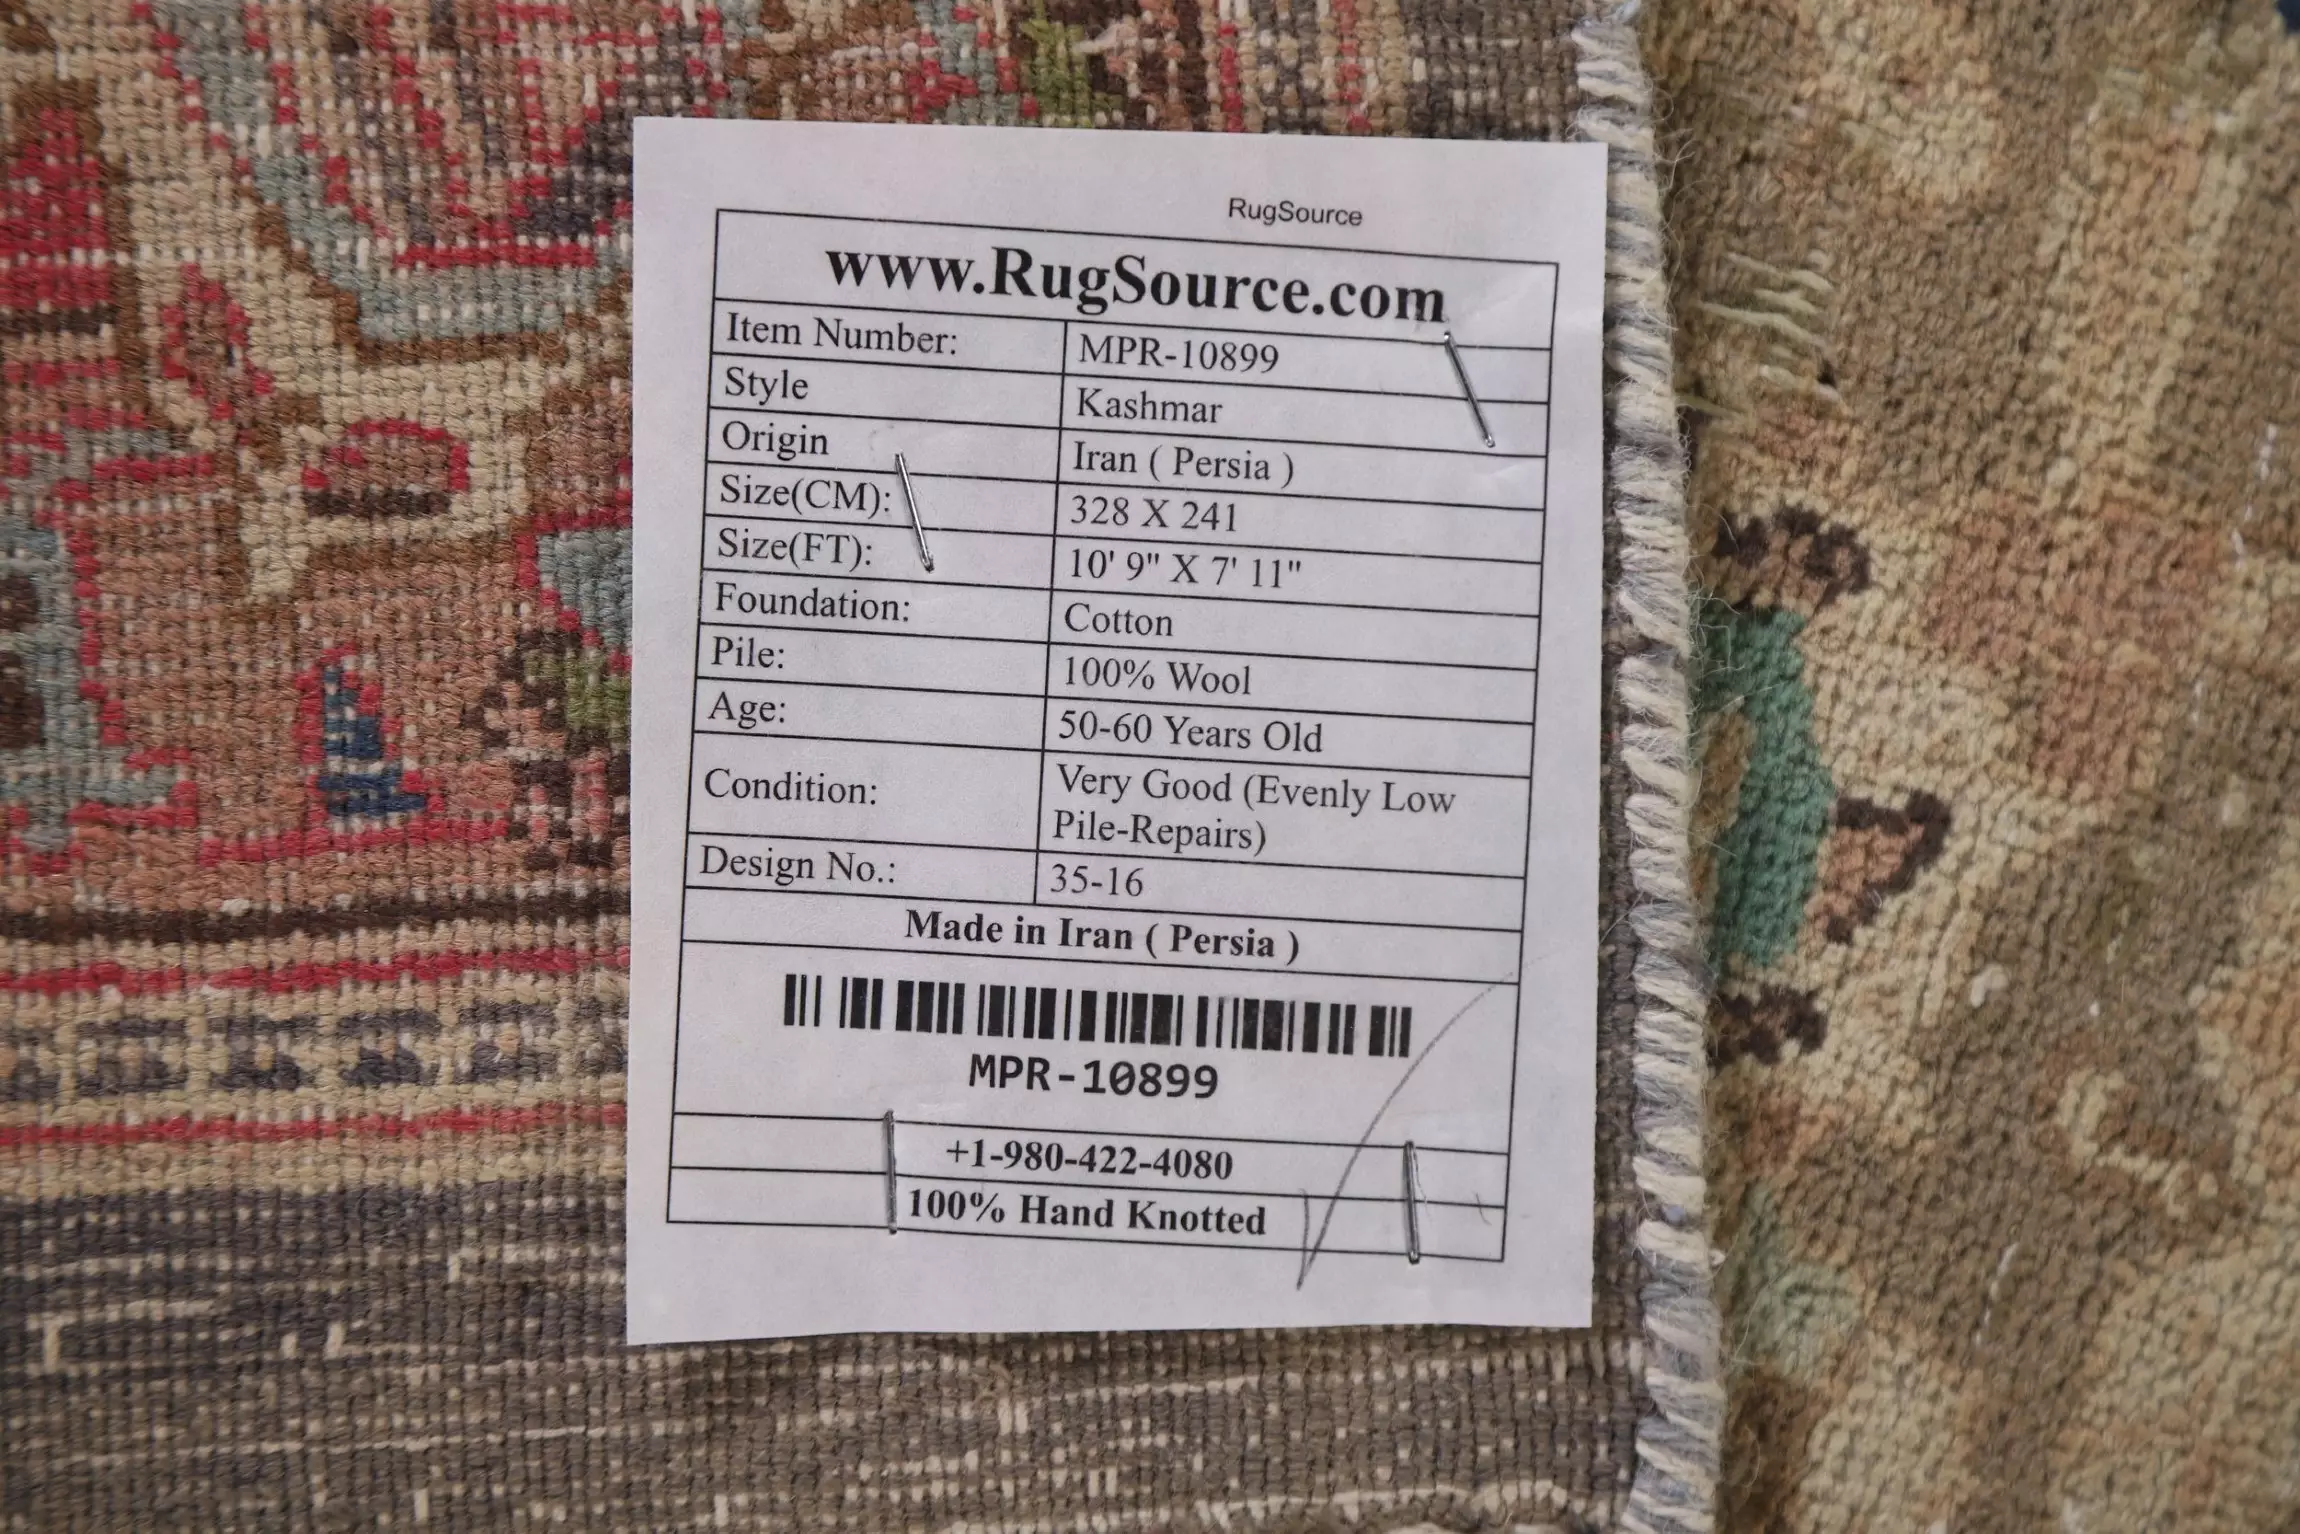 RugSource
www.RugSource.com
Item Number: MPR-10899
Style Kashmar
Origin Iran ( Persia )
Size(CM): 328 X 241
Size(FT): 10' 9" X 7' 11"
Foundation: Cotton
Pile: 100% Wool
Age: 50-60 Years Old
Condition: Very Good (Evenly Low
Pile-Repairs)
Design No.: 35-16
Made in Iran ( Persia )
MPR-10899
+1-980-422-4080
100% Hand Knotted